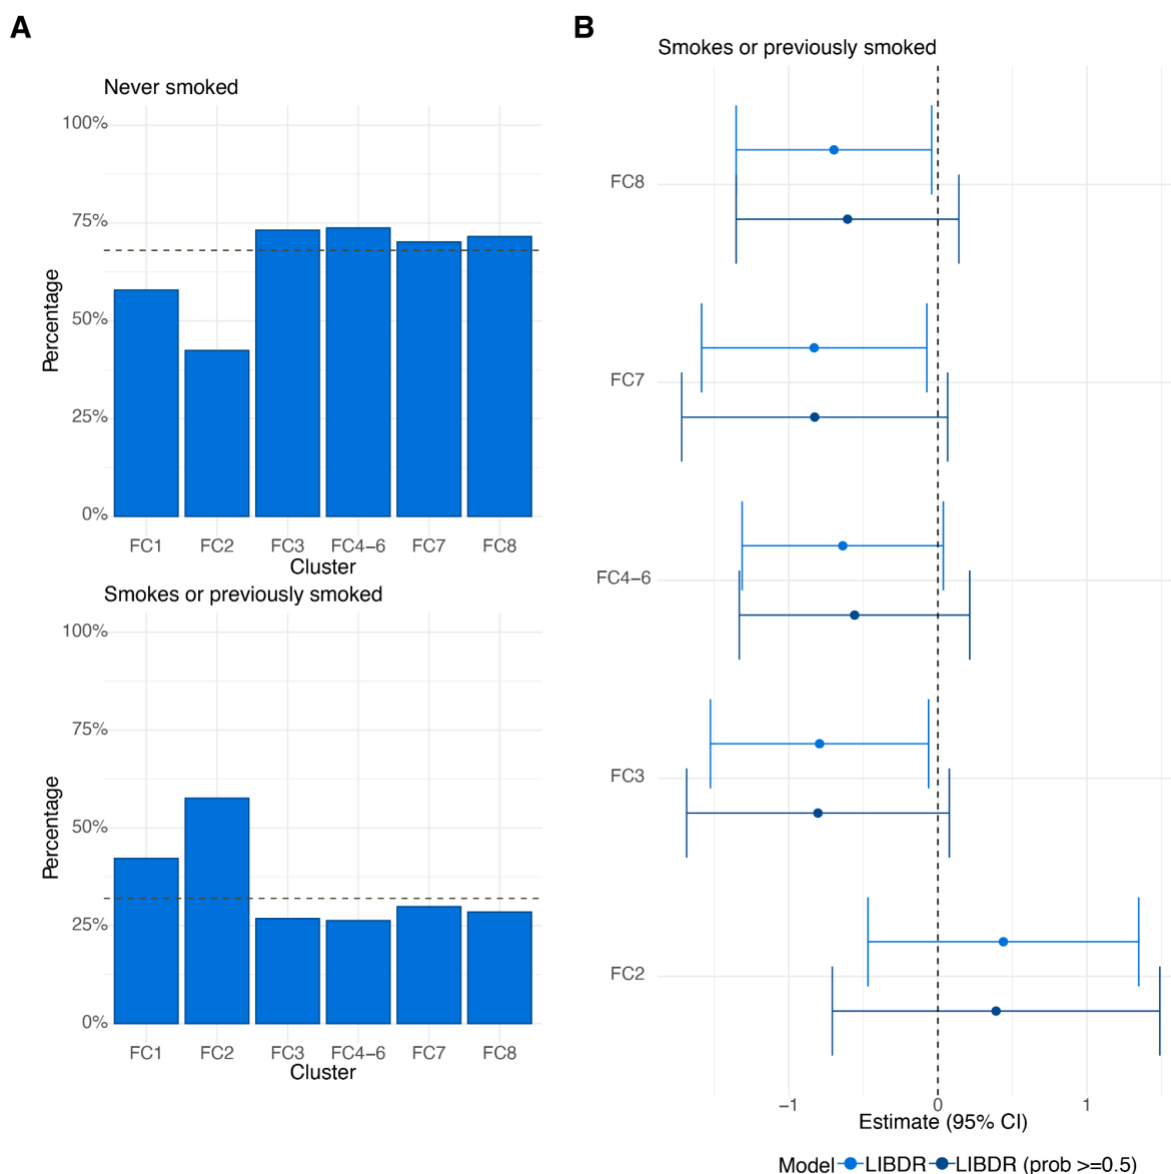 A
Never smoked
100%
75%
50%
25%
0%
Percentage
FC1 FC2 FC3 FC4−6 FC7 FC8
Cluster
Smokes or previously smoked
100%
75%
50%
25%
0%
Percentage
FC1 FC2 FC3 FC4−6 FC7 FC8
Cluster
B
Smokes or previously smoked
FC8
FC7
FC4−6
FC3
FC2
−1 0 1
Estimate (95% CI)
Model LIBDR LIBDR (prob >=0.5)